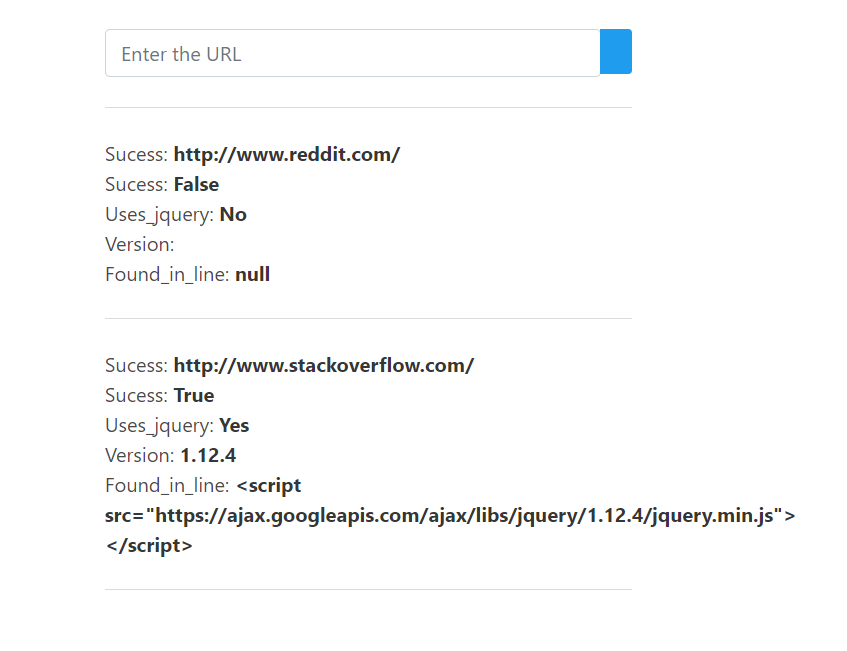 Enter the URL
Sucess: http://www.reddit.com/
Sucess: False
Uses_jquery: No
Version:
Found_in_line: null
Sucess: http://www.stackoverflow.com/
Sucess: True
Uses_jquery: Yes
Version: 1.12.4
Found_in_line: <script
src="https://ajax.googleapis.com/ajax/libs/jquery/1.12.4/jquery.min.js">
</script>